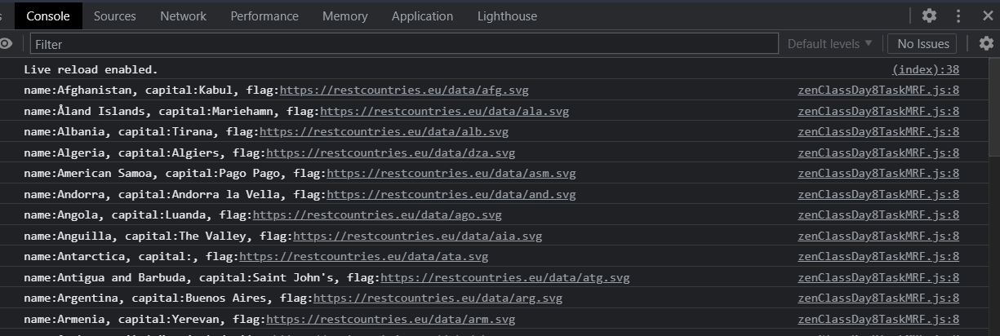 Console Sources Network Performance Memory Application Lighthouse
Filter Default levels ▼ No Issues
Live reload enabled. (index):38
name:Afghanistan, capital:Kabul, flag:https://restcountries.eu/data/afg.svg zenClassDay8TaskMRF.js:8
name:Åland Islands, capital:Mariehamn, flag:https://restcountries.eu/data/ala.svg zenClassDay8TaskMRF.js:8
name:Albania, capital:Tirana, flag:https://restcountries.eu/data/alb.svg zenClassDay8TaskMRF.js:8
name:Algeria, capital:Algiers, flag:https://restcountries.eu/data/dza.svg zenClassDay8TaskMRF.js:8
name:American Samoa, capital:Pago Pago, flag:https://restcountries.eu/data/asm.svg zenClassDay8TaskMRF.js:8
name:Andorra, capital:Andorra la Vella, flag:https://restcountries.eu/data/and.svg zenClassDay8TaskMRF.js:8
name:Angola, capital:Luanda, flag:https://restcountries.eu/data/ago.svg zenClassDay8TaskMRF.js:8
name:Anguilla, capital:The Valley, flag:https://restcountries.eu/data/aia.svg zenClassDay8TaskMRF.js:8
name:Antarctica, capital:, flag:https://restcountries.eu/data/ata.svg zenClassDay8TaskMRF.js:8
name:Antigua and Barbuda, capital:Saint John's, flag:https://restcountries.eu/data/atg.svg zenClassDay8TaskMRF.js:8
name:Argentina, capital:Buenos Aires, flag:https://restcountries.eu/data/arg.svg zenClassDay8TaskMRF.js:8
name:Armenia, capital:Yerevan, flag:https://restcountries.eu/data/arm.svg zenClassDay8TaskMRF.js:8